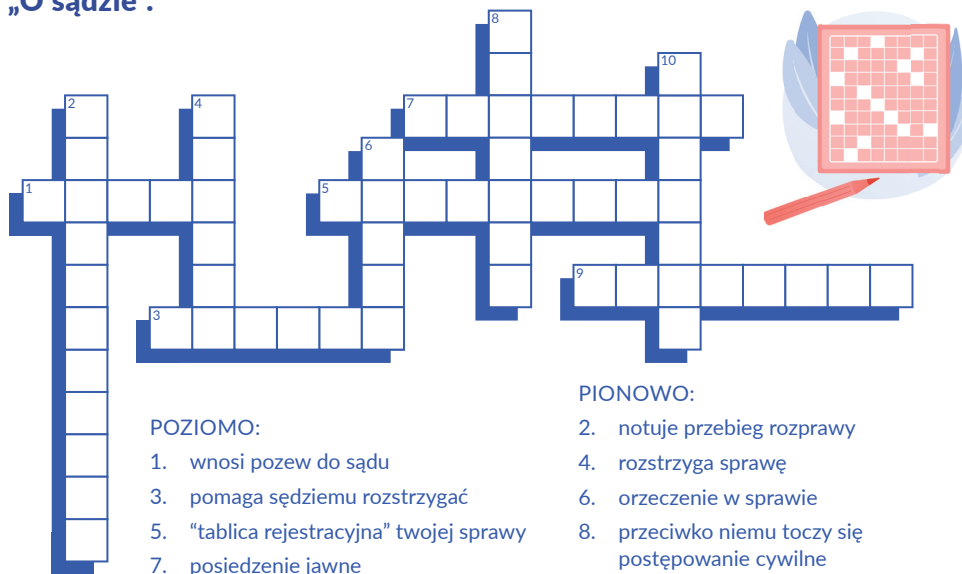 „O sądzie".
8
10
2
4
7
6
1
5
9
3
POZIOMO:
1. wnosi pozew do sądu
3. pomaga sędziemu rozstrzygać
5. “tablica rejestracyjna” twojej sprawy
7. posiedzenie jawne
PIONOWO:
2. notuje przebieg rozprawy
4. rozstrzyga sprawę
6. orzeczenie w sprawie
8. przeciwko niemu toczy się
postępowanie cywilne